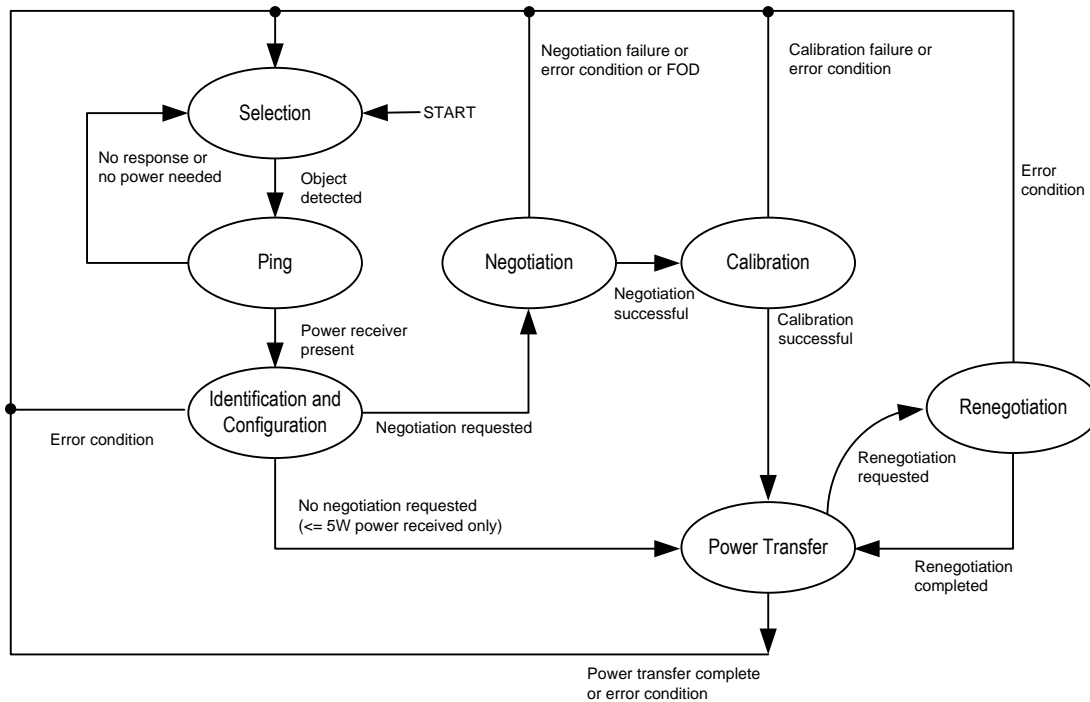 Negotiation failure or
error condition or FOD
Calibration failure or
error condition
Selection
START
No response or
no power needed
Object
detected
Error
condition
Ping
Negotiation
Calibration
Negotiation
successful
Calibration
successful
Power receiver
present
Identification and
Configuration
Negotiation requested
Error condition
Renegotiation
Renegotiation
requested
No negotiation requested
(<= 5W power received only)
Power Transfer
Renegotiation
completed
Power transfer complete
or error condition